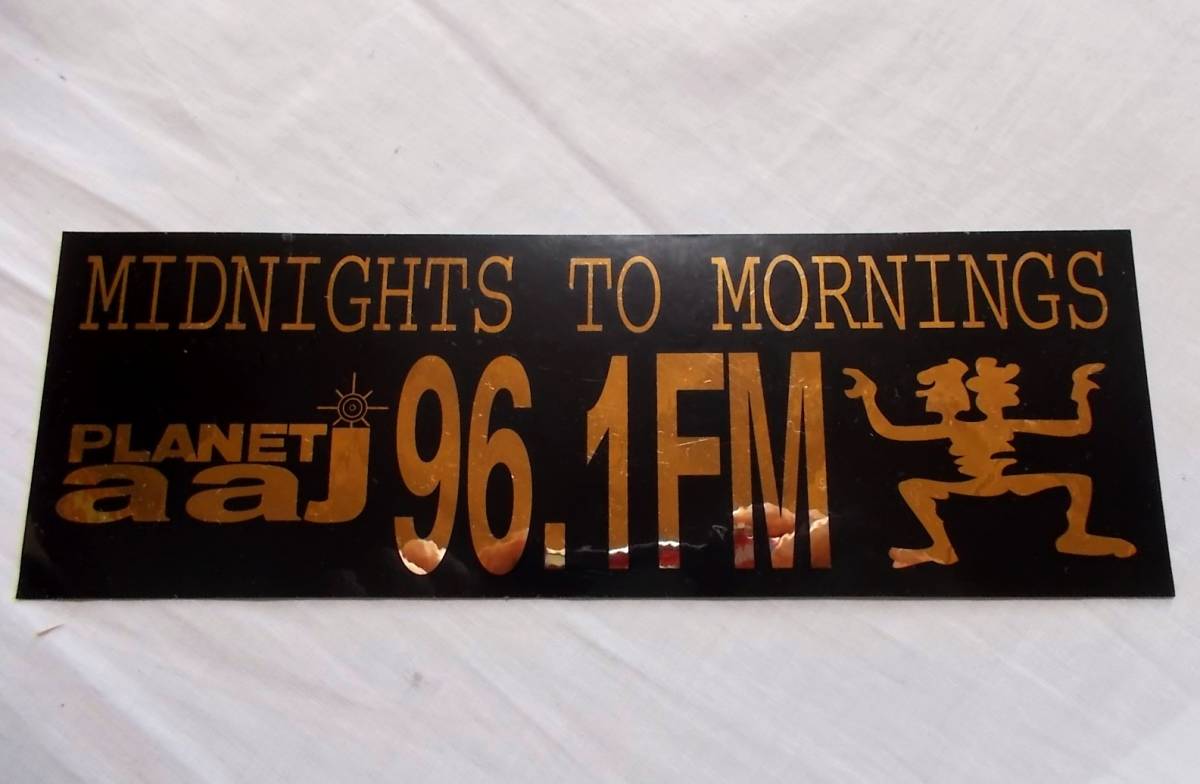 MIDNIGHTS TO MORNINGS
PLANET
aaj
96.1FM